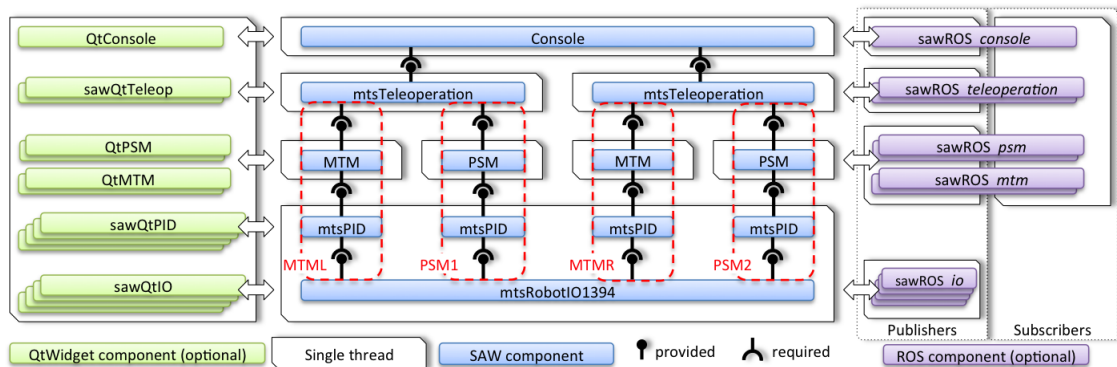 QtConsole
Console
sawROS console
sawQtTeleop
mtsTeleoperation
mtsTeleoperation
sawROS teleoperation
QtPSM
MTM
PSM
MTM
PSM
sawROS psm
QtMTM
sawROS mtm
sawQtPID
mtsPID
mtsPID
mtsPID
mtsPID
MTML
PSM1
MTMR
PSM2
sawQtIO
mtsRobotIO1394
sawROS io
Publishers
Subscribers
QtWidget component (optional)
Single thread
SAW component
provided
required
ROS component (optional)